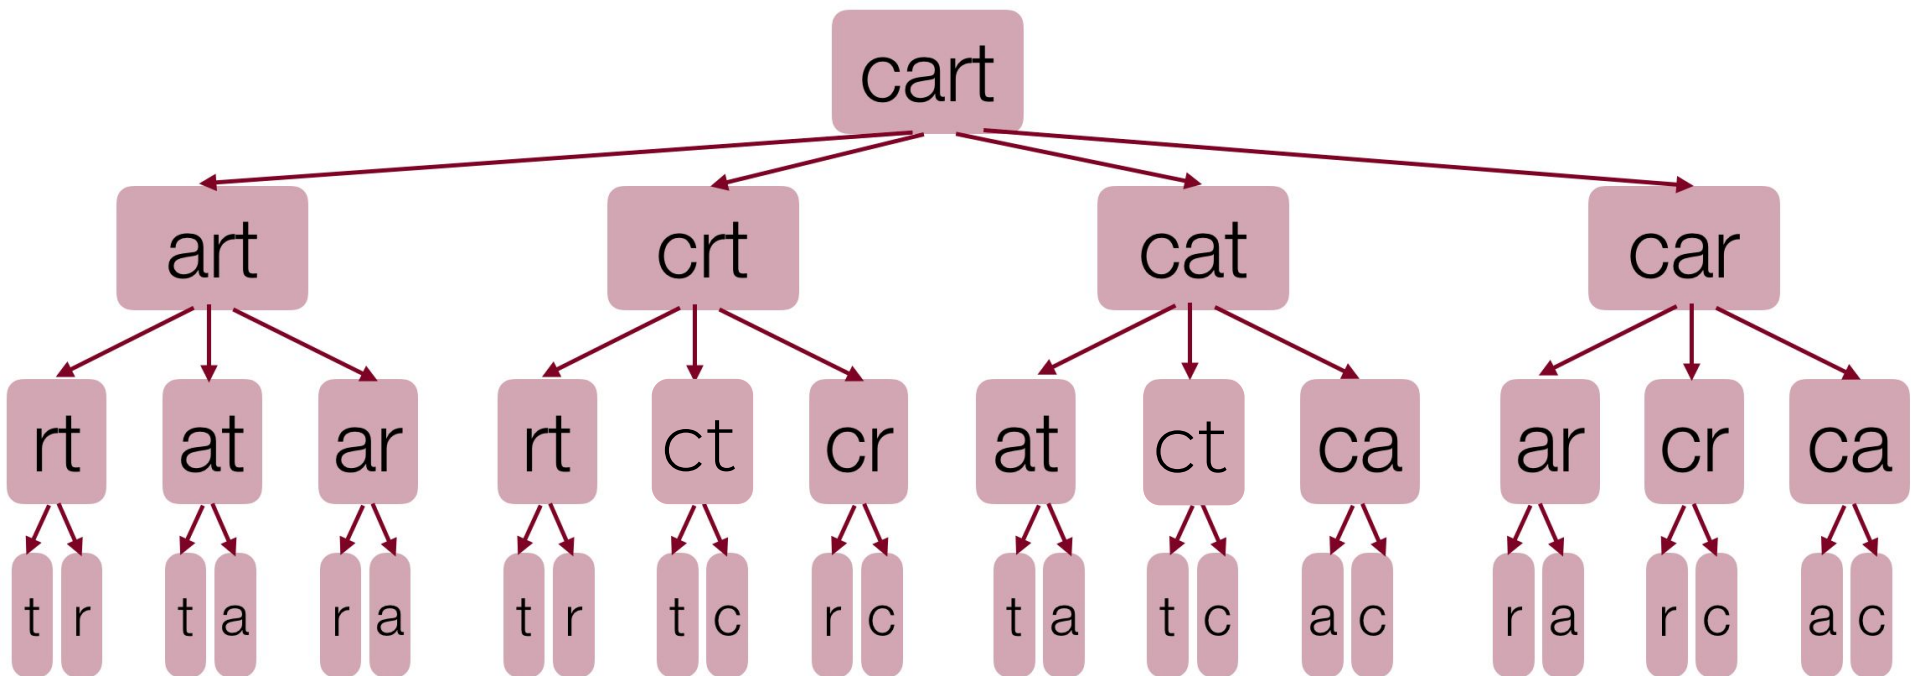 cart
art crt cat car
rt at ar rt ct cr at ct ca ar cr ca
t r t a r a t r t c r c t a t c a c r a r c a c